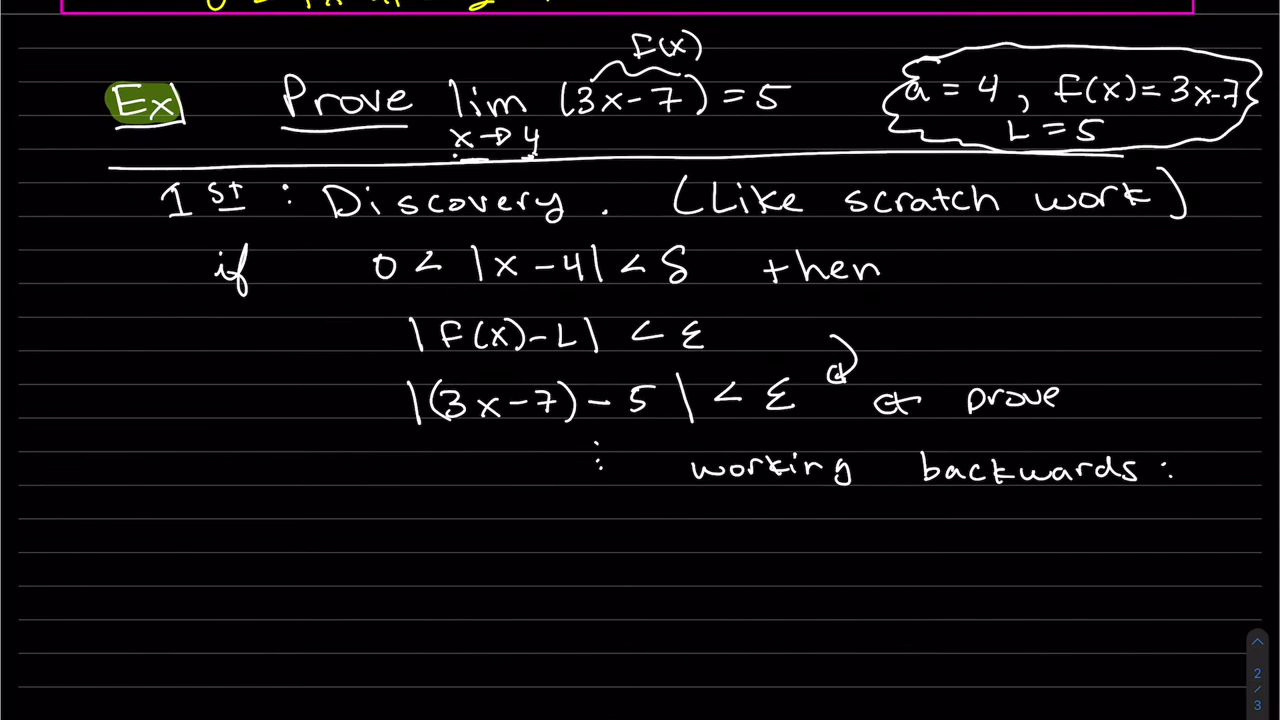 F(x)
Ex Prove lim (3x-7) = 5
x→4
a = 4, F(x) = 3x-7
L = 5
1st : Discovery. (Like scratch work)
if 0 < |x-4| < δ then
|F(x)-L| < ε
|(3x-7)-5| < ε prove
⋮ working backwards:
2
/
3